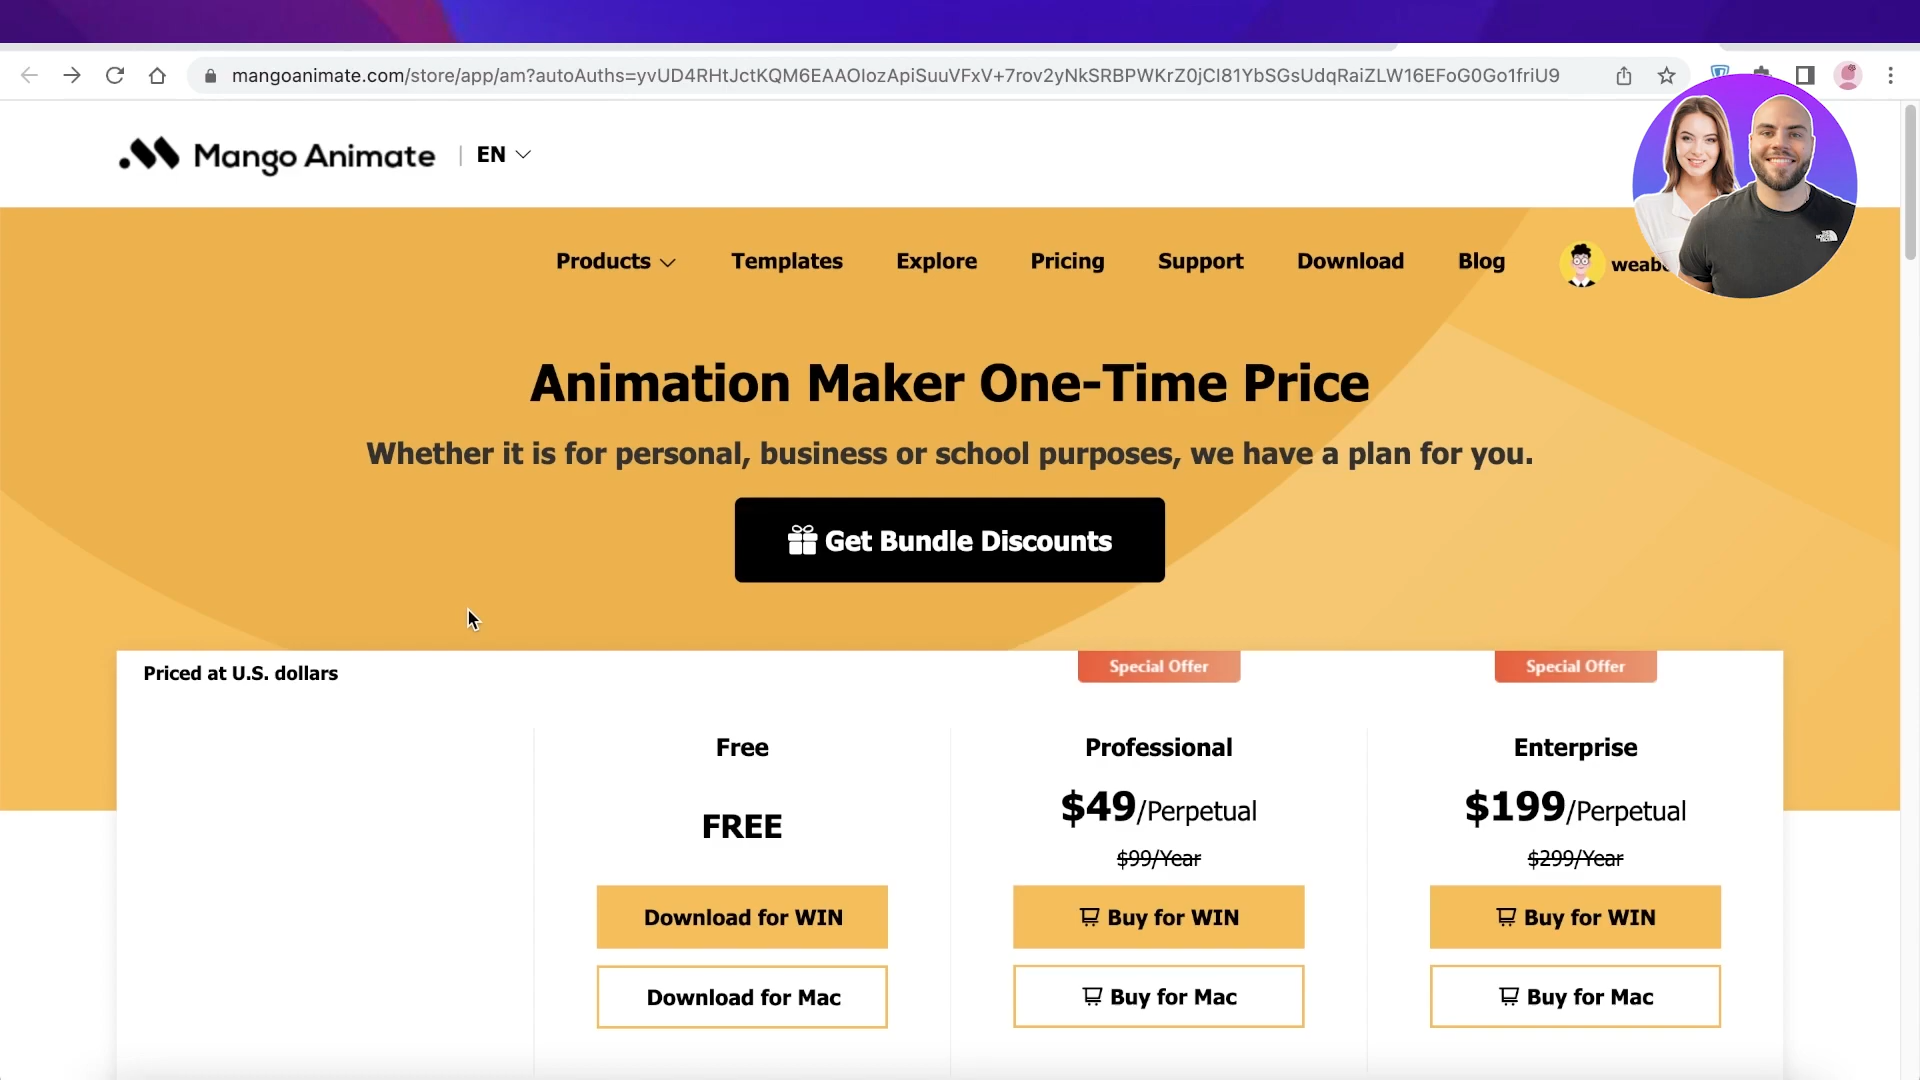 mangoanimate.com/store/app/am?autoAuths=yvUD4RHtJctKQM6EAAOlozApiSuuVFxV+7rov2yNkSRBPWKrZ0jCl81YbSGsUdqRaiZLW16EFoG0Go1friU9
Mango Animate | EN
Products Templates Explore Pricing Support Download Blog
Animation Maker One-Time Price
Whether it is for personal, business or school purposes, we have a plan for you.
Get Bundle Discounts
Priced at U.S. dollars
Special Offer Special Offer
Free Professional Enterprise
FREE $49/Perpetual $199/Perpetual
$99/Year $299/Year
Download for WIN Buy for WIN Buy for WIN
Download for Mac Buy for Mac Buy for Mac